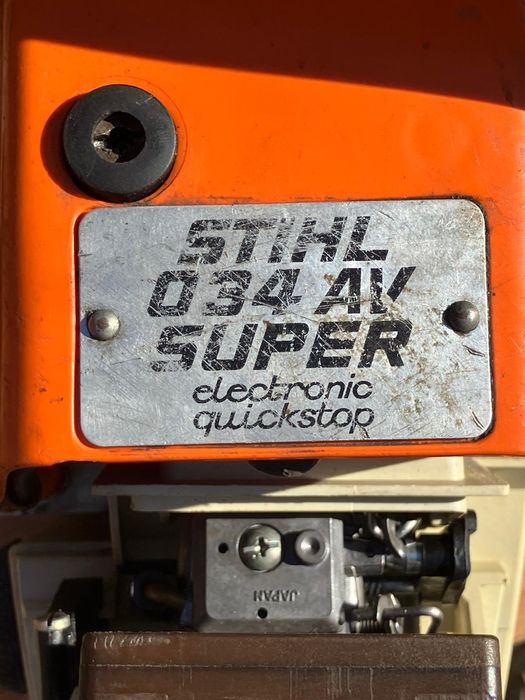 STIHL
034 AV
SUPER
electronic
quickstop
JAPAN